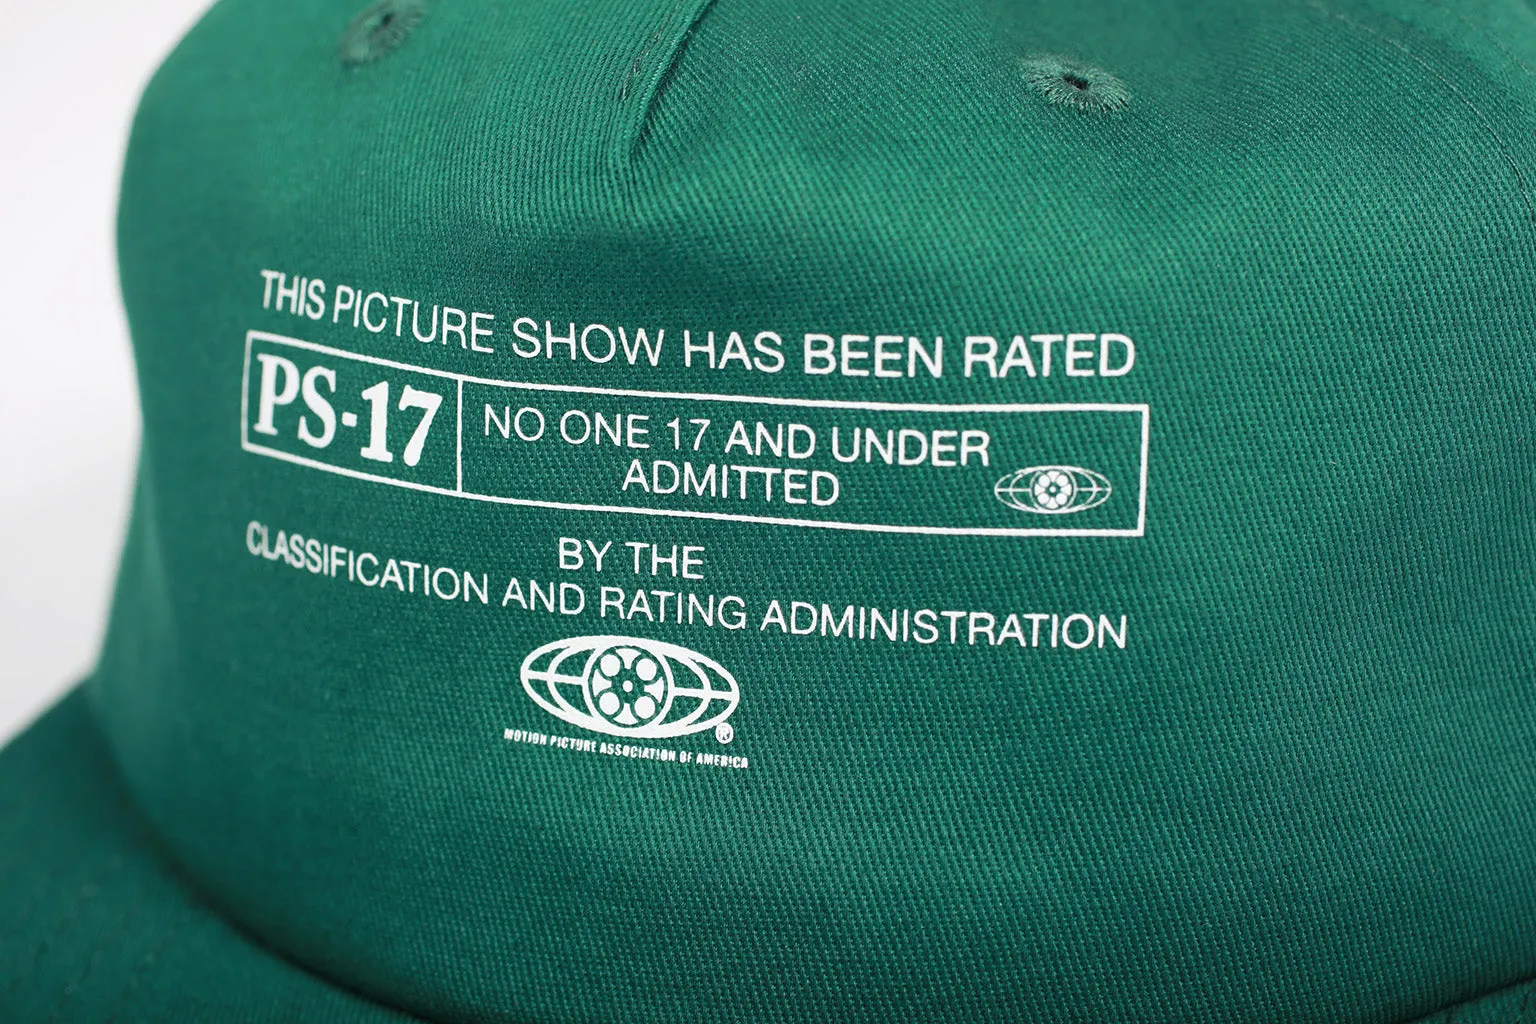 THIS PICTURE SHOW HAS BEEN RATED
PS-17
NO ONE 17 AND UNDER
ADMITTED
BY THE
CLASSIFICATION AND RATING ADMINISTRATION
®
MOTION PICTURE ASSOCIATION OF AMERICA